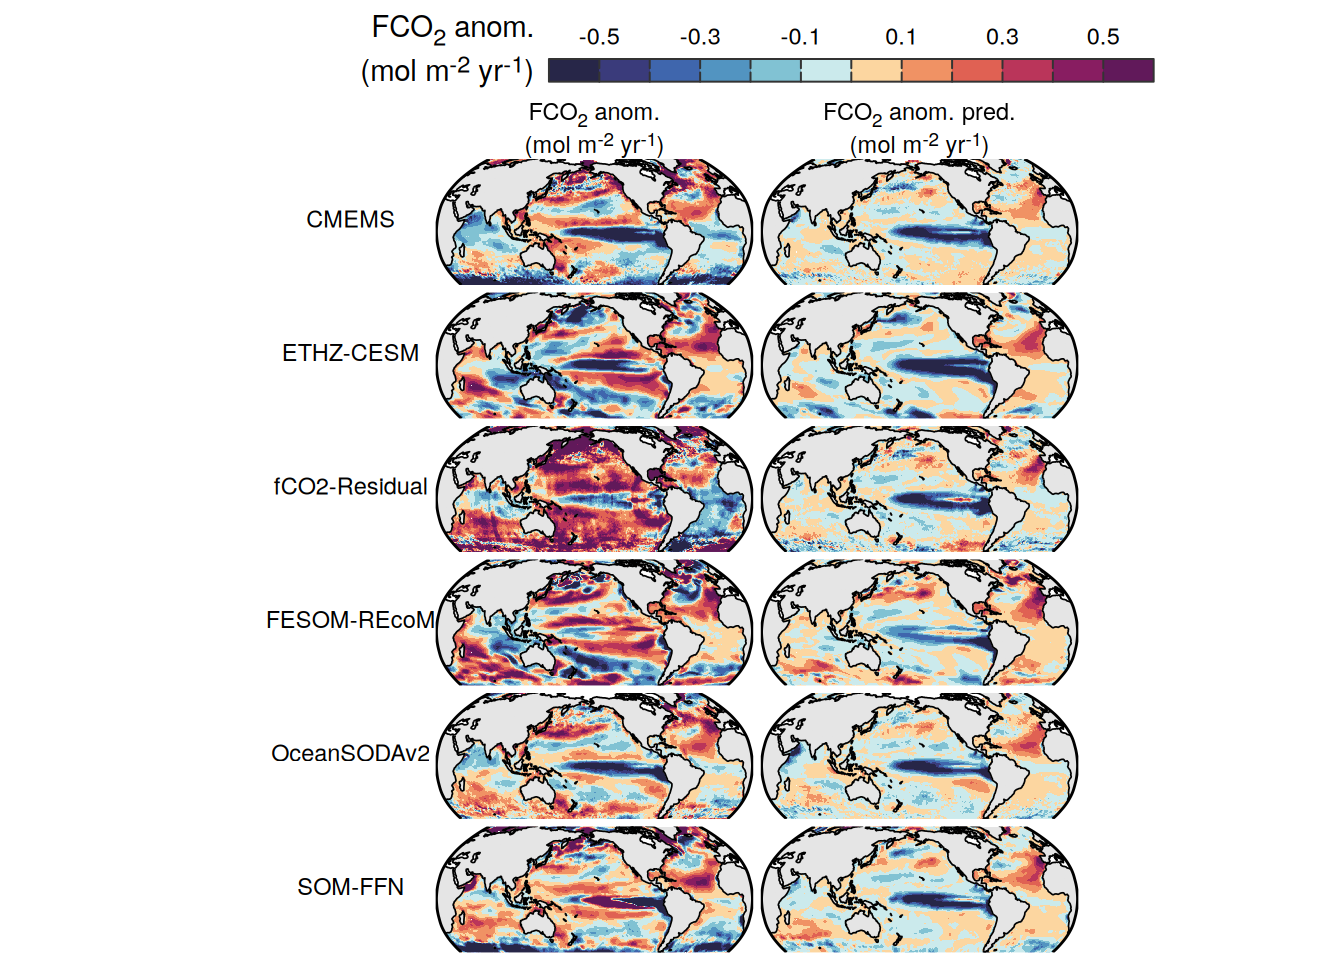 FCO2 anom.
(mol m-2 yr-1)
-0.5 -0.3 -0.1 0.1 0.3 0.5
FCO2 anom.
(mol m-2 yr-1)
FCO2 anom. pred.
(mol m-2 yr-1)
CMEMS
ETHZ-CESM
fCO2-Residual
FESOM-REcoM
OceanSODAv2
SOM-FFN